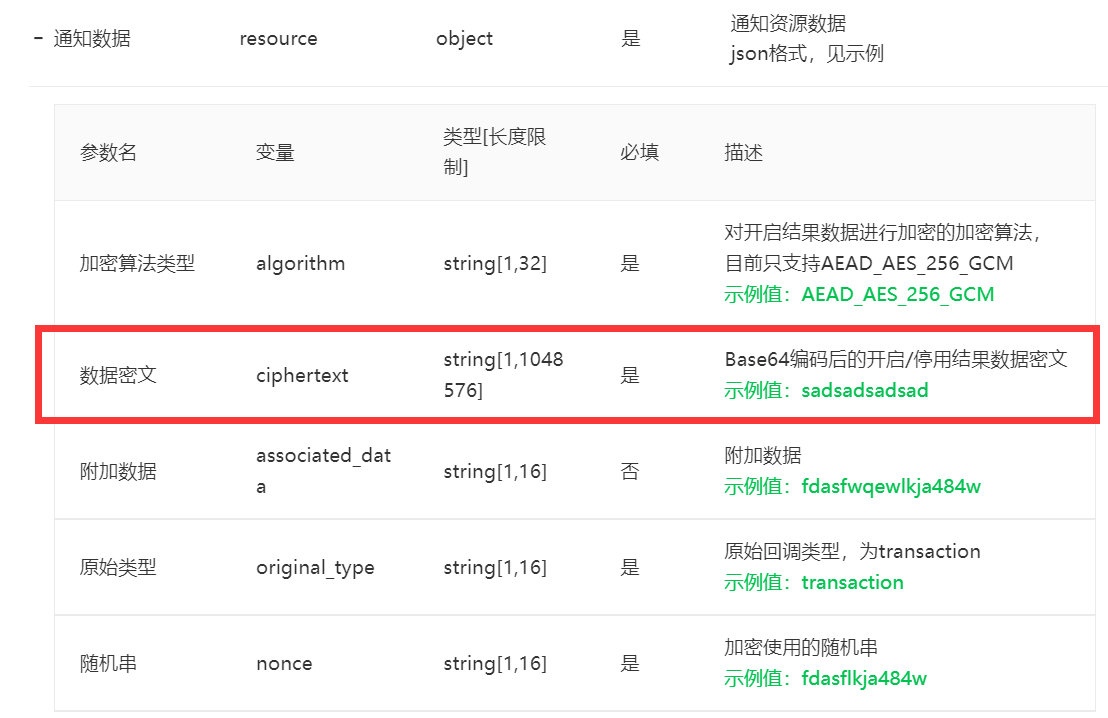 − 通知数据 resource object 是 通知资源数据
json格式，见示例
参数名 变量 类型[长度限
制] 必填 描述
加密算法类型 algorithm string[1,32] 是 对开启结果数据进行加密的加密算法，
目前只支持AEAD_AES_256_GCM
示例值：AEAD_AES_256_GCM
数据密文 ciphertext string[1,1048
576] 是 Base64编码后的开启/停用结果数据密文
示例值：sadsadsadsad
附加数据 associated_dat
a string[1,16] 否 附加数据
示例值：fdasfwqewlkja484w
原始类型 original_type string[1,16] 是 原始回调类型，为transaction
示例值：transaction
随机串 nonce string[1,16] 是 加密使用的随机串
示例值：fdasflkja484w